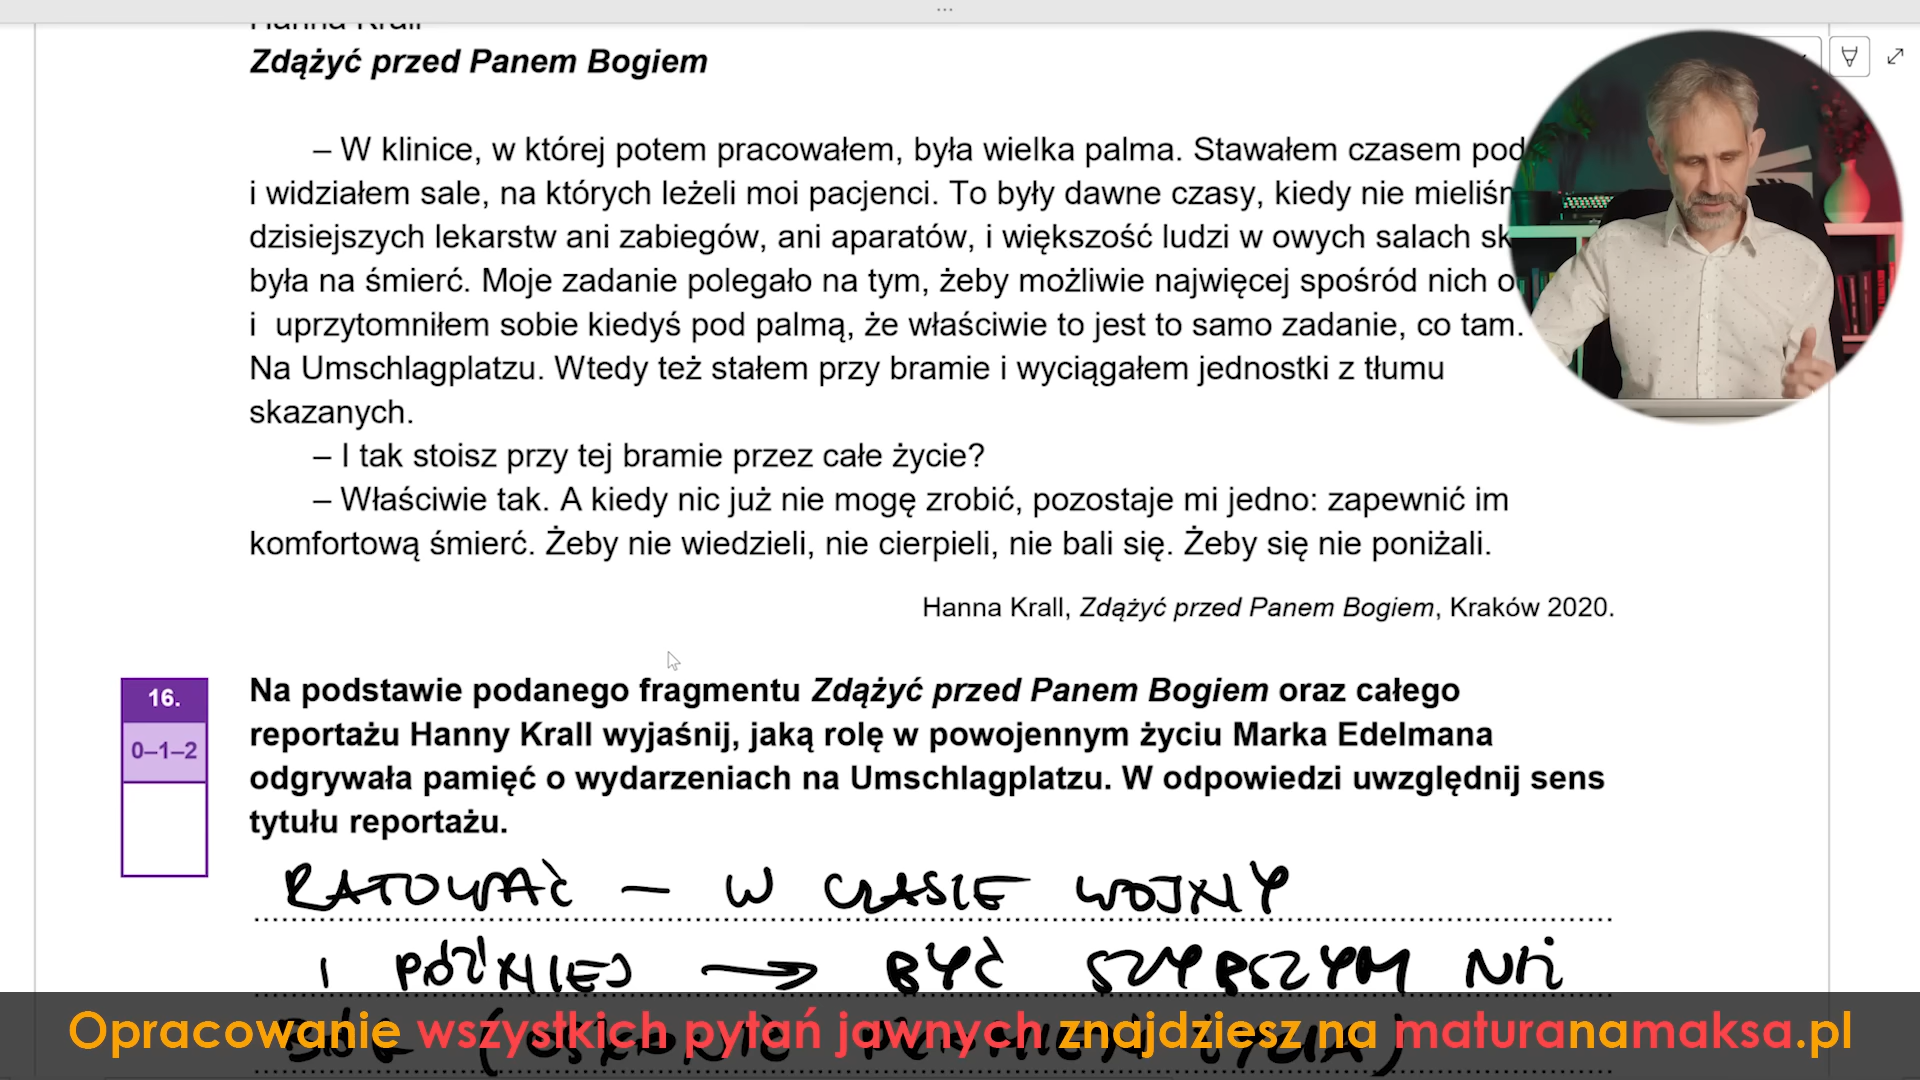 Hanna Krall
Zdążyć przed Panem Bogiem
– W klinice, w której potem pracowałem, była wielka palma. Stawałem czasem pod
i widziałem sale, na których leżeli moi pacjenci. To były dawne czasy, kiedy nie mieliśm
dzisiejszych lekarstw ani zabiegów, ani aparatów, i większość ludzi w owych salach sk
była na śmierć. Moje zadanie polegało na tym, żeby możliwie najwięcej spośród nich o
i uprzytomniłem sobie kiedyś pod palmą, że właściwie to jest to samo zadanie, co tam.
Na Umschlagplatzu. Wtedy też stałem przy bramie i wyciągałem jednostki z tłumu
skazanych.
– I tak stoisz przy tej bramie przez całe życie?
– Właściwie tak. A kiedy nic już nie mogę zrobić, pozostaje mi jedno: zapewnić im
komfortową śmierć. Żeby nie wiedzieli, nie cierpieli, nie bali się. Żeby się nie poniżali.
Hanna Krall, Zdążyć przed Panem Bogiem, Kraków 2020.
16.
0–1–2
Na podstawie podanego fragmentu Zdążyć przed Panem Bogiem oraz całego
reportażu Hanny Krall wyjaśnij, jaką rolę w powojennym życiu Marka Edelmana
odgrywała pamięć o wydarzeniach na Umschlagplatzu. W odpowiedzi uwzględnij sens
tytułu reportażu.
RATOWAĆ — W CZASIE WOJNY
I PÓŹNIEJ → BYĆ SZYBSZYM NIŻ
Opracowanie wszystkich pytań jawnych znajdziesz na maturanamaksa.pl